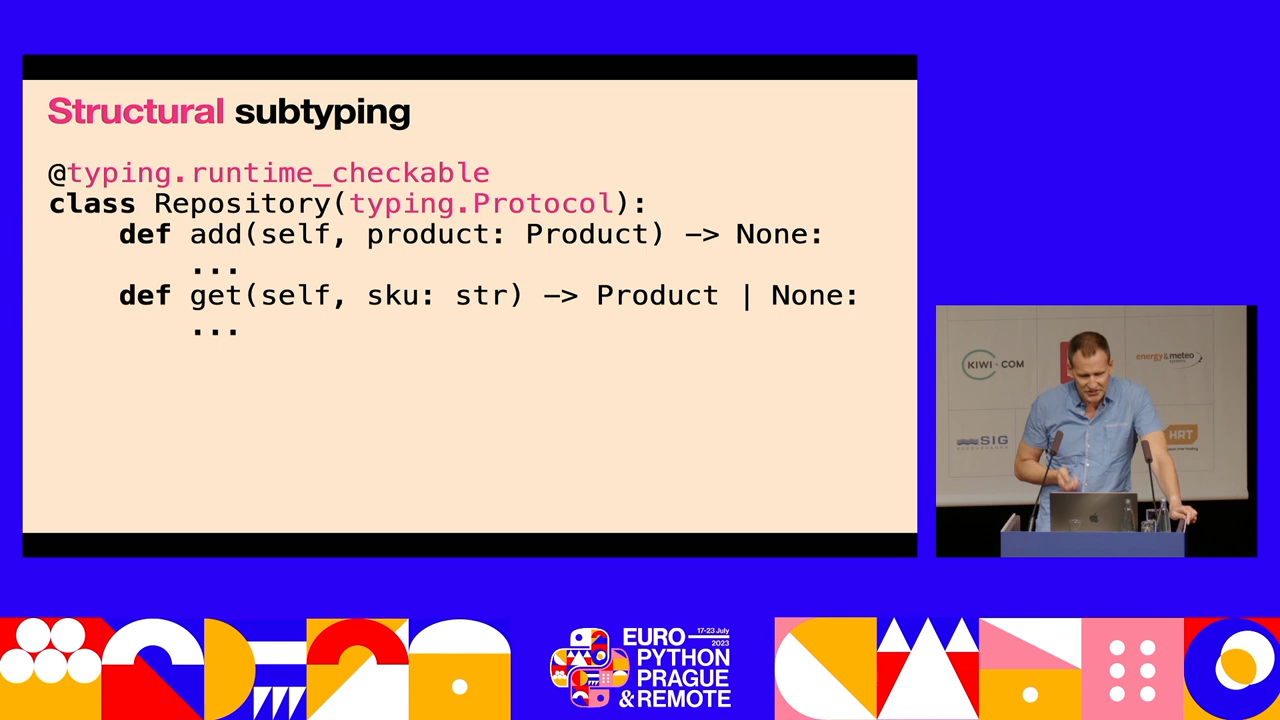 Structural subtyping
@typing.runtime_checkable
class Repository(typing.Protocol):
    def add(self, product: Product) -> None:
        ...
    def get(self, sku: str) -> Product | None:
        ...
KIWI•COM
energy & meteo
systems
SIG
HRT
EURO
17-23 July
2023
PYTHON
PRAGUE
& REMOTE